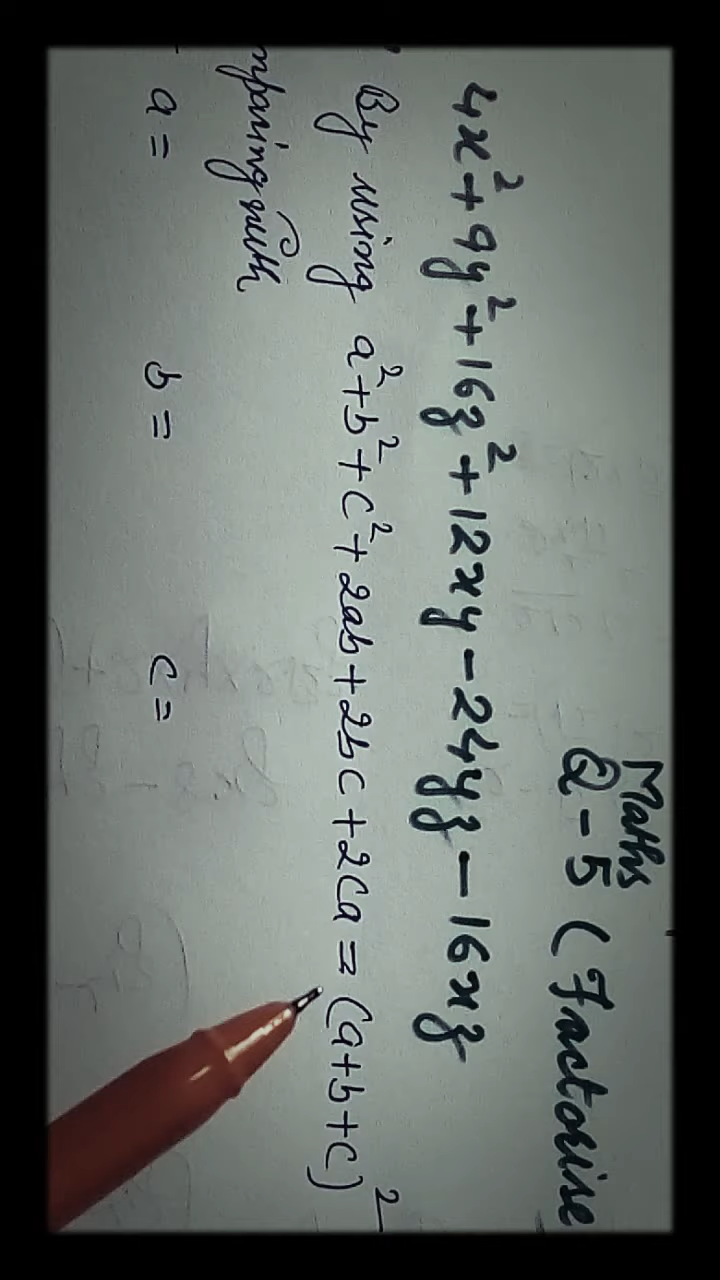 Maths
Q-5 (Factorise
4x²+9y²+16z²+12xy-24yz-16xz
By using a²+b²+c²+2ab+2bc+2ca=(a+b+c)²
mparing with
a= b= c=